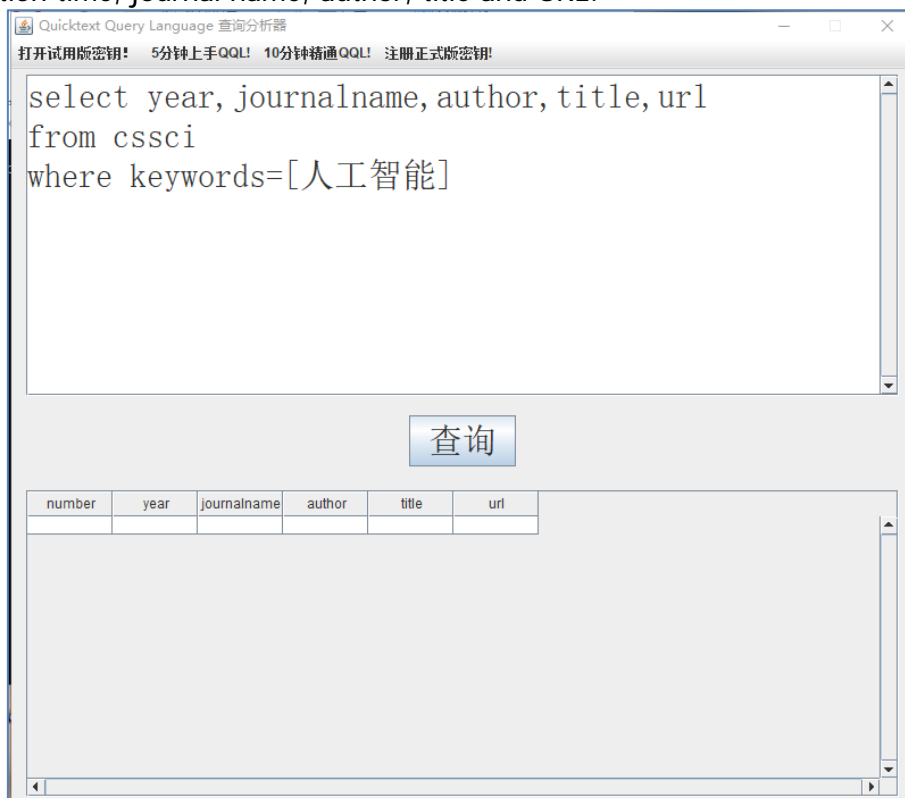 Quicktext Query Language 查询分析器
打开试用版密钥! 5分钟上手QQL! 10分钟精通QQL! 注册正式版密钥!
select year,journalname,author,title,url
from cssci
where keywords=[人工智能]
查询
number year journalname author title url